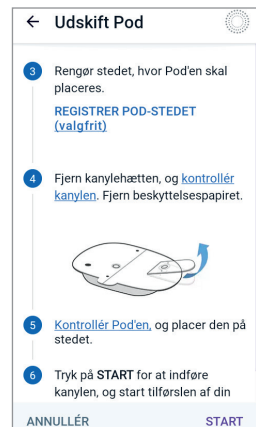 ← Udskift Pod
3 Rengør stedet, hvor Pod'en skal
placeres.
REGISTRER POD-STEDET
(valgfrit)
4 Fjern kanylehætten, og kontrollér
kanylen. Fjern beskyttelsespapiret.
5 Kontrollér Pod'en, og placer den på
stedet.
6 Tryk på START for at indføre
kanylen, og start tilførslen af din
ANNULLÉR START